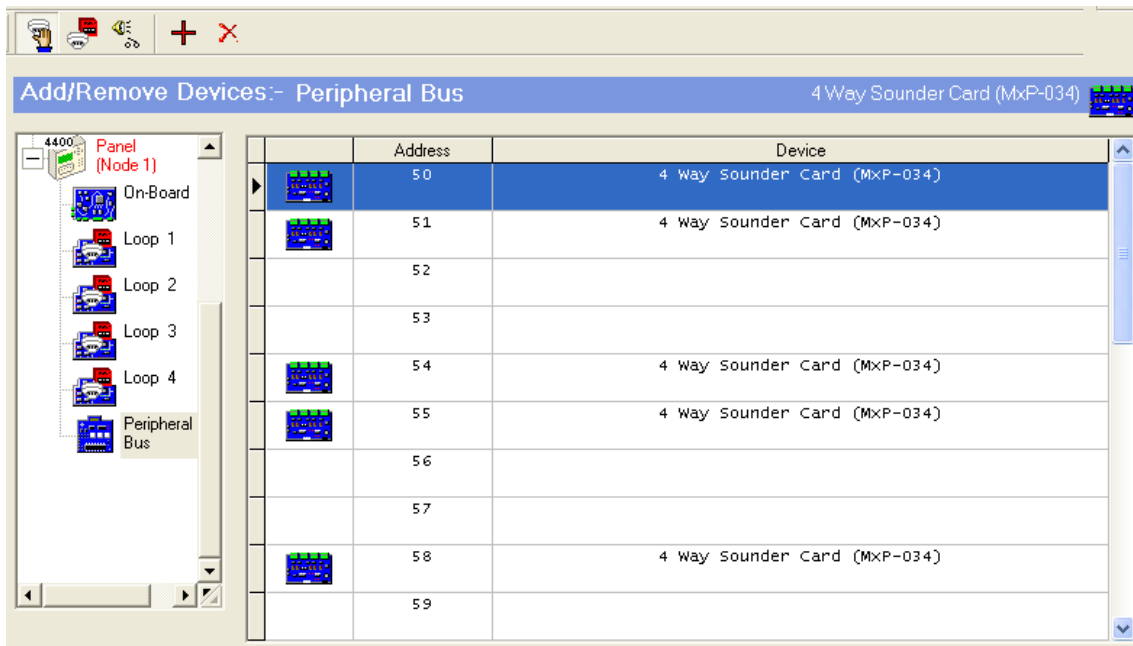 Add/Remove Devices:- Peripheral Bus
4 Way Sounder Card (MxP-034)
4400
Panel
(Node 1)
On-Board
Loop 1
Loop 2
Loop 3
Loop 4
Peripheral
Bus
Address Device
50 4 Way Sounder Card (MxP-034)
51 4 Way Sounder Card (MxP-034)
52
53
54 4 Way Sounder Card (MxP-034)
55 4 Way Sounder Card (MxP-034)
56
57
58 4 Way Sounder Card (MxP-034)
59